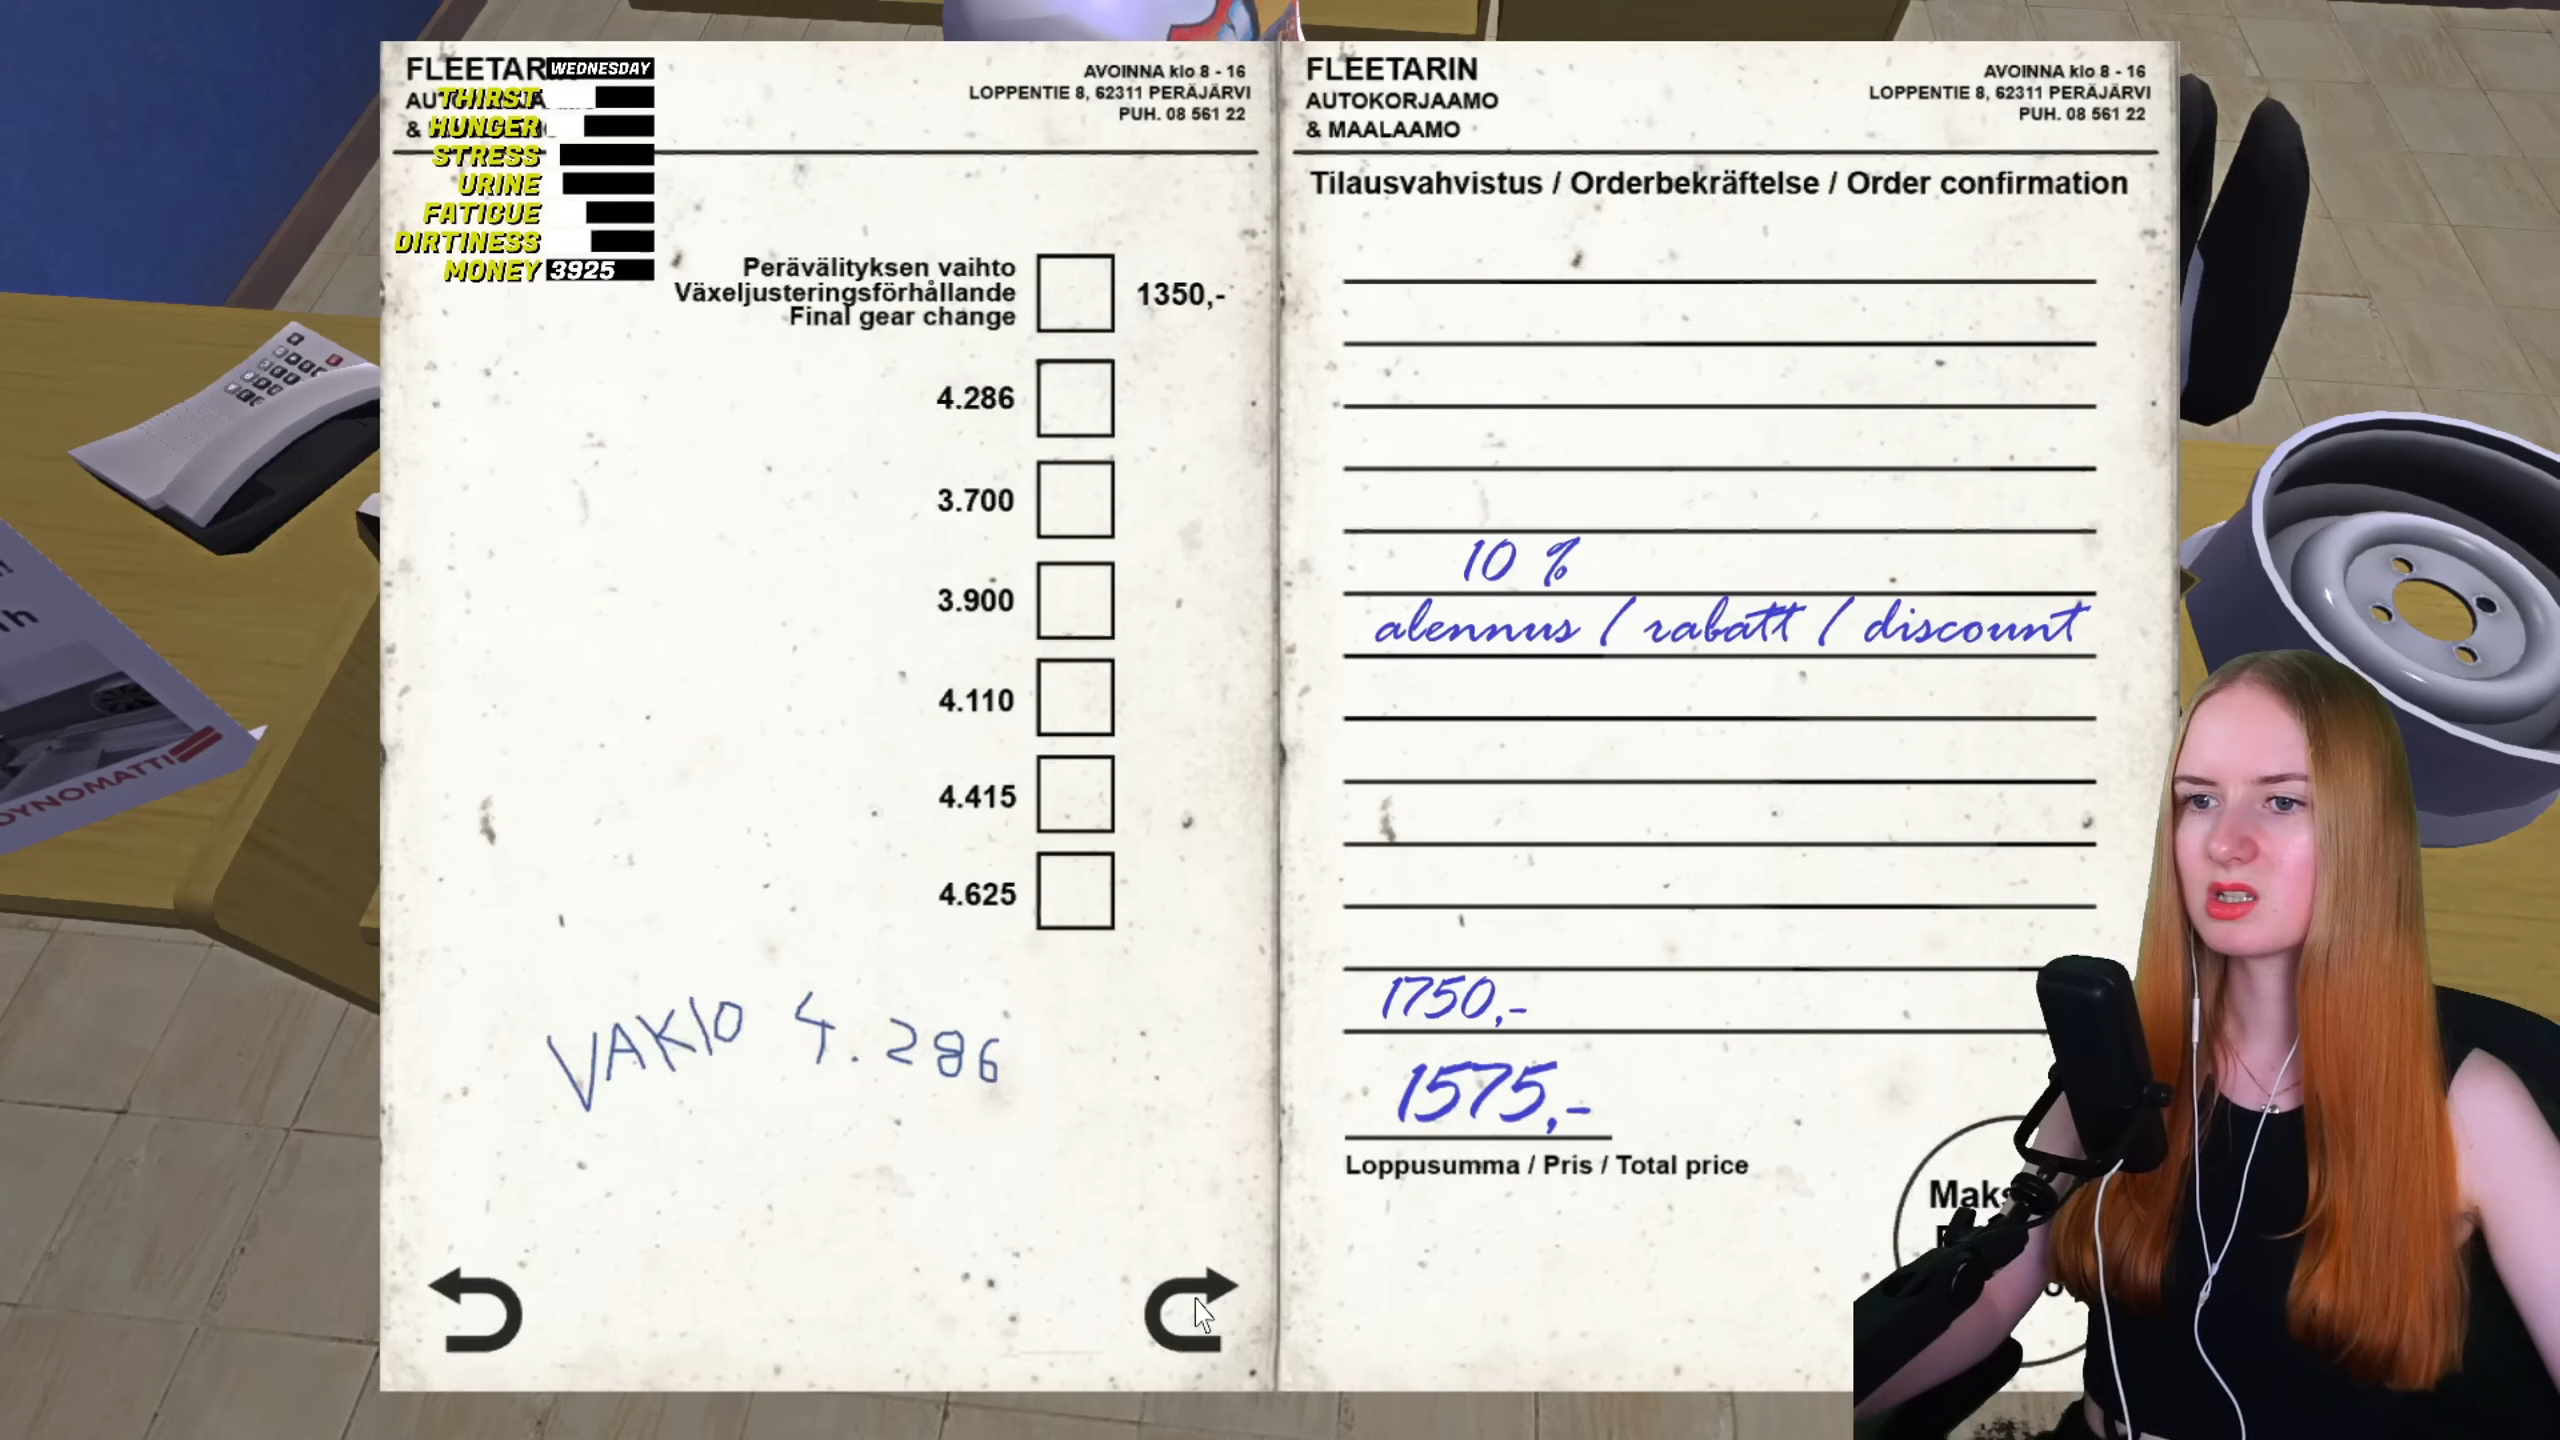 FLEETARIN
WEDNESDAY
THIRST
& HUNGER
STRESS
URINE
FATIGUE
DIRTINESS
MONEY 3925
AVOINNA klo 8 - 16
LOPPENTIE 8, 62311 PERÄJÄRVI
PUH. 08 561 22
Perävälityksen vaihto
Växeljusteringsförhållande
Final gear change
1350,-
4.286
3.700
3.900
4.110
4.415
4.625
VAKIO 4.286
FLEETARIN
AUTOKORJAAMO
& MAALAAMO
AVOINNA klo 8 - 16
LOPPENTIE 8, 62311 PERÄJÄRVI
PUH. 08 561 22
Tilausvahvistus / Orderbekräftelse / Order confirmation
10 %
alennus / rabatt / discount
1750,-
1575,-
Loppusumma / Pris / Total price
DYNOMATTI